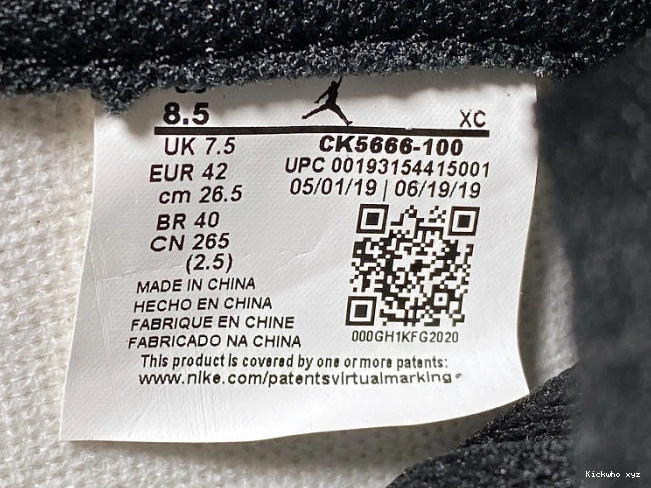 8.5
XC
UK 7.5
CK5666-100
EUR 42
UPC 00193154415001
cm 26.5
05/01/19 | 06/19/19
BR 40
CN 265
(2.5)
MADE IN CHINA
HECHO EN CHINA
FABRIQUE EN CHINE
FABRICADO NA CHINA
000GH1KFG2020
This product is covered by one or more patents:
www.nike.com/patentsvirtualmarking
Kickwho xyz